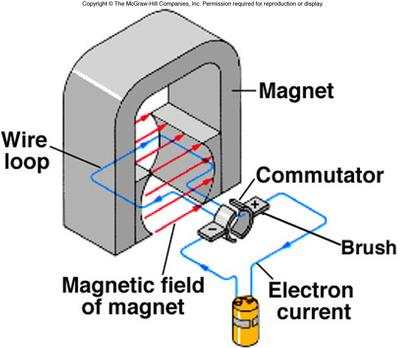 Copyright © The McGraw-Hill Companies, Inc. Permission required for reproduction or display.
Magnet
Wire
loop
Commutator
+
−
Brush
Magnetic field
of magnet
Electron
current